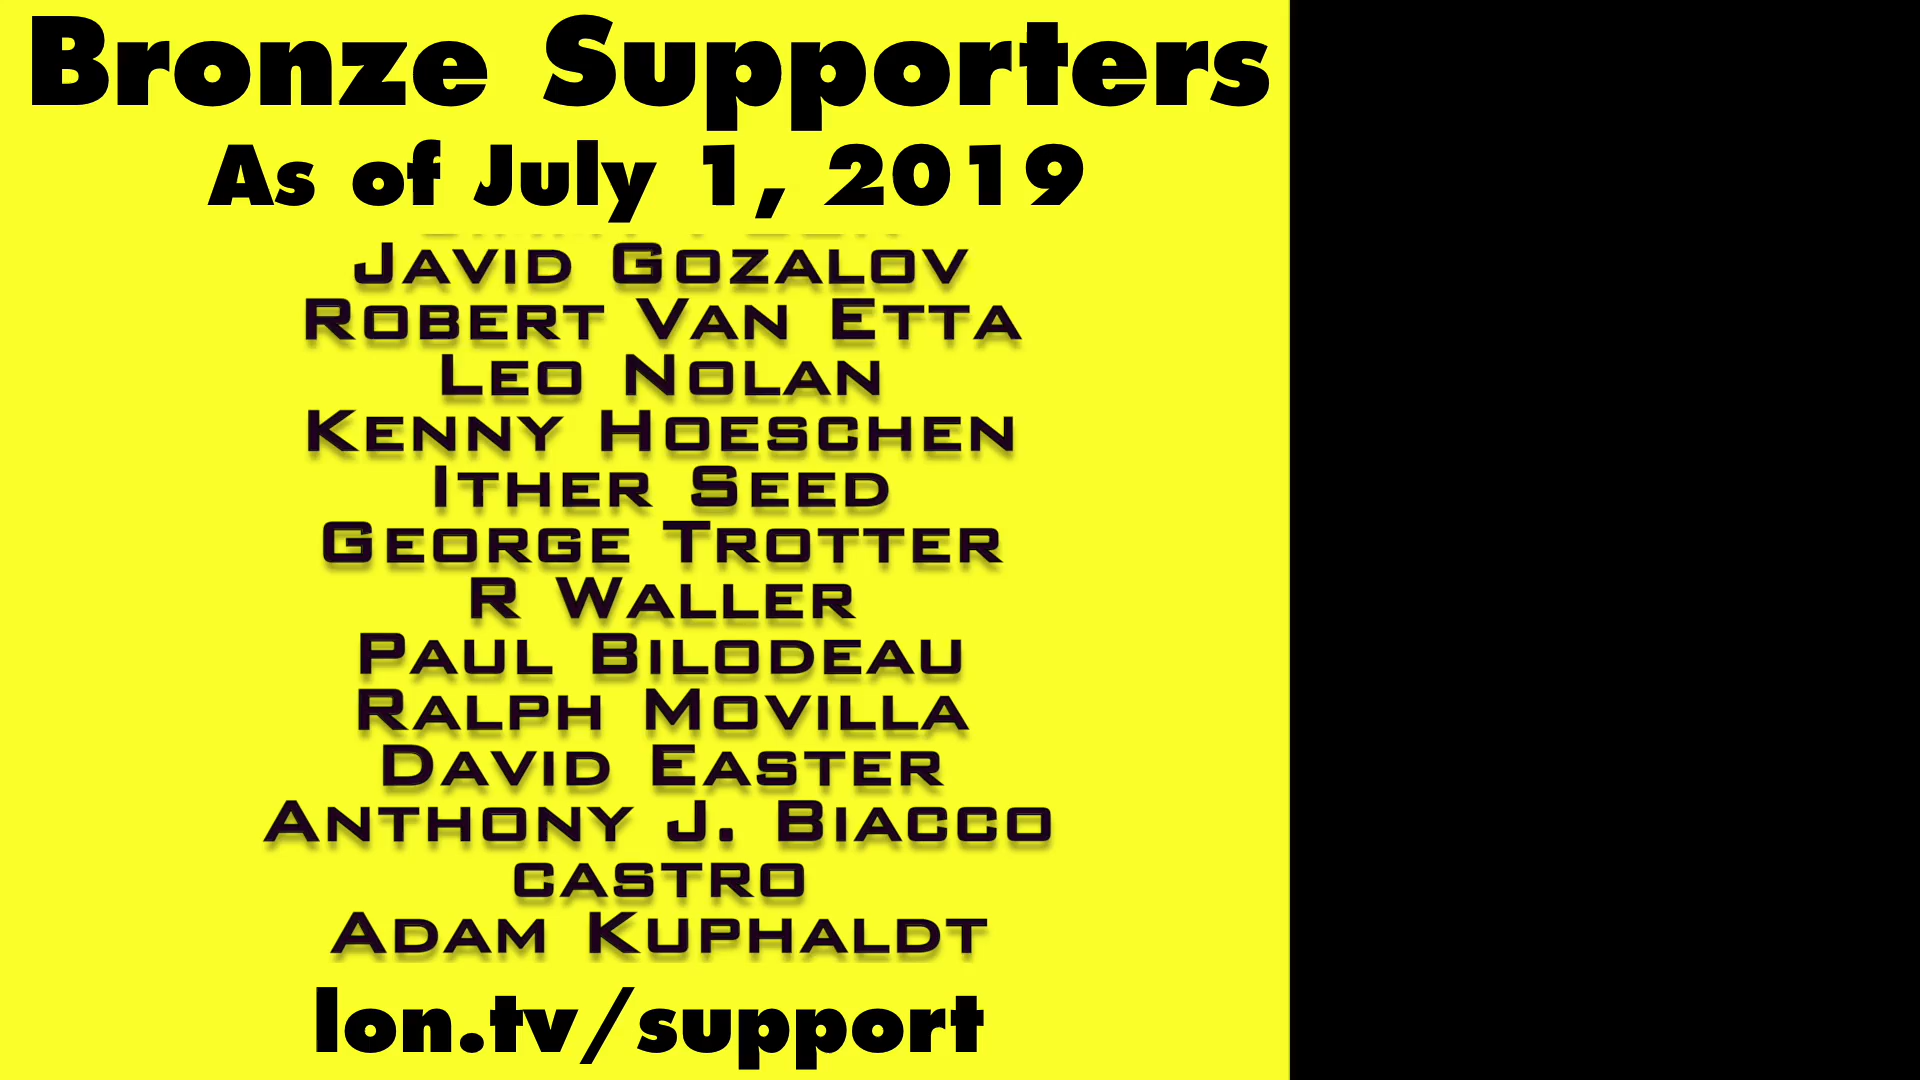 Bronze Supporters
As of July 1, 2019
Javid Gozalov
Robert Van Etta
Leo Nolan
Kenny Hoeschen
Ither Seed
George Trotter
R Waller
Paul Bilodeau
Ralph Movilla
David Easter
Anthony J. Biacco
castro
Adam Kuphaldt
lon.tv/support